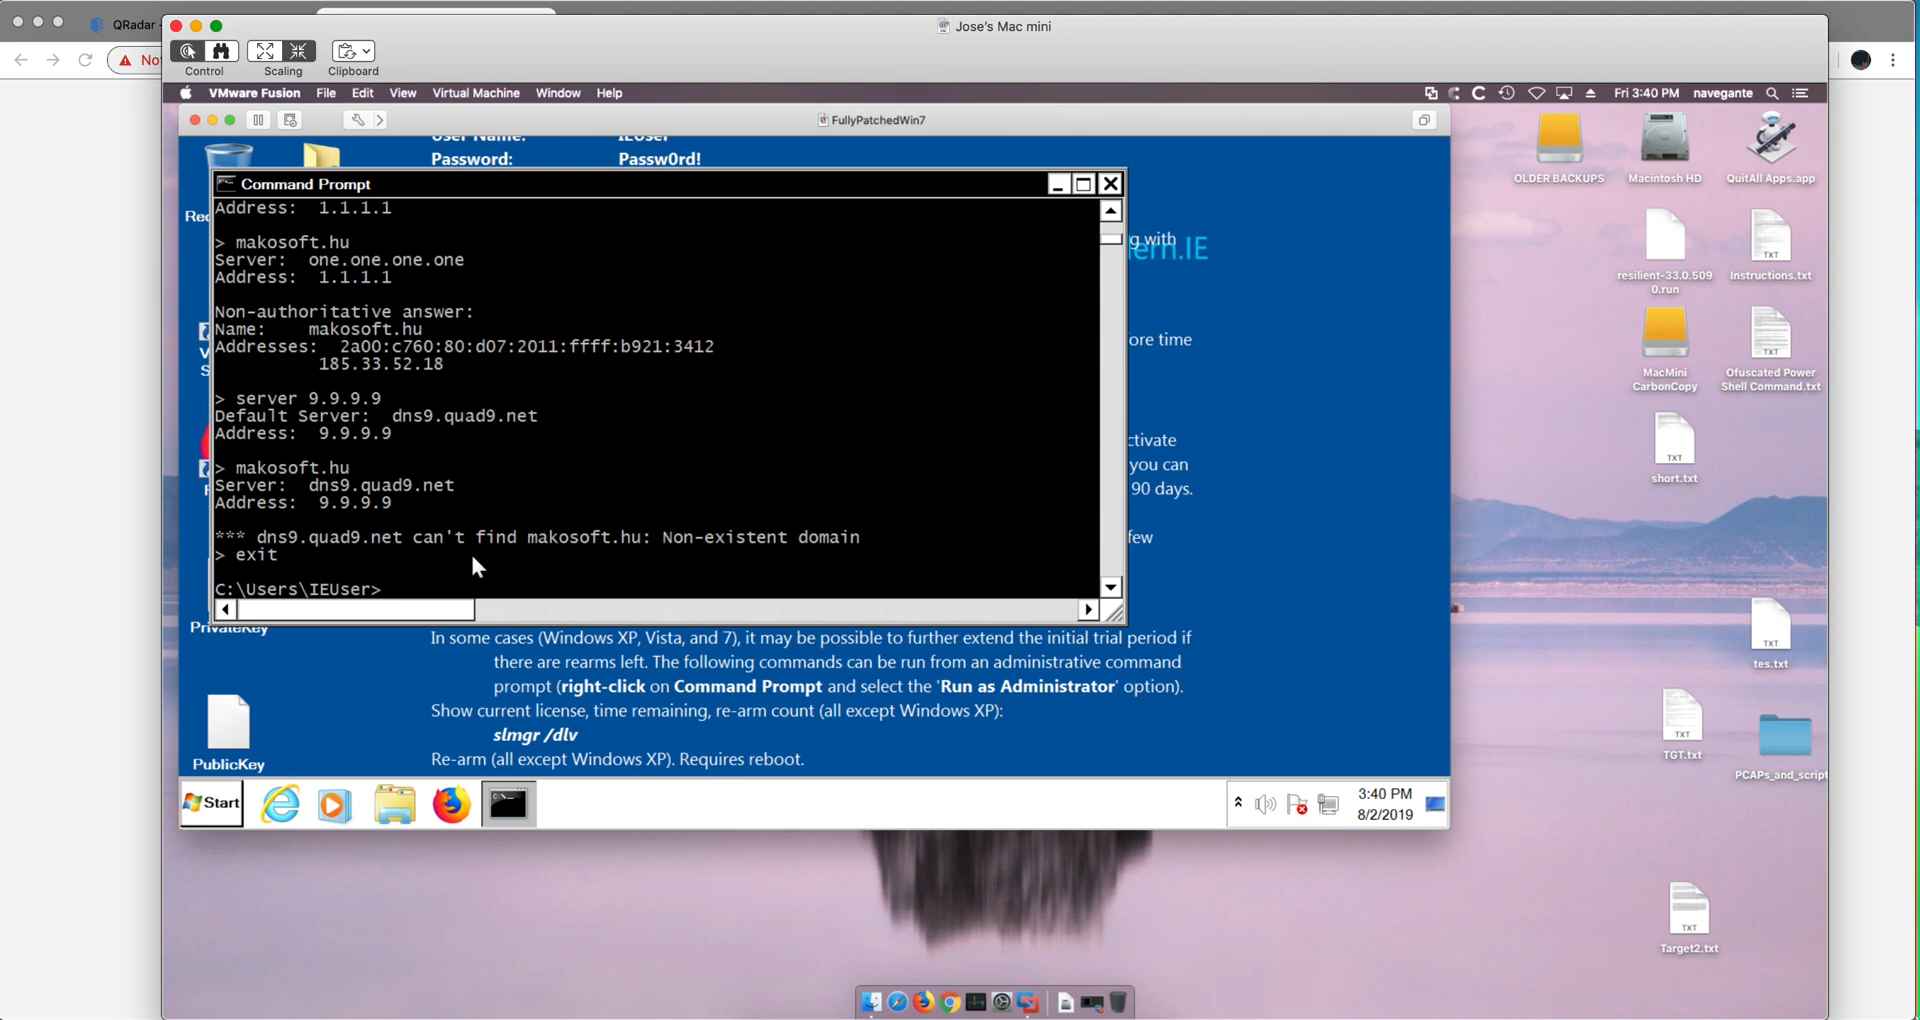 QRadar
Jose's Mac mini
Control
Scaling
Clipboard
VMware Fusion File Edit View Virtual Machine Window Help
Fri 3:40 PM navegante
FullyPatchedWin7
Password: Passw0rd!
Command Prompt
Address: 1.1.1.1
> makosoft.hu
Server: one.one.one.one
Address: 1.1.1.1
Non-authoritative answer:
Name: makosoft.hu
Addresses: 2a00:c760:80:d07:2011:ffff:b921:3412
185.33.52.18
> server 9.9.9.9
Default Server: dns9.quad9.net
Address: 9.9.9.9
> makosoft.hu
Server: dns9.quad9.net
Address: 9.9.9.9
*** dns9.quad9.net can't find makosoft.hu: Non-existent domain
> exit
C:\Users\IEUser>
g with
ern.IE
ore time
ctivate
you can
90 days.
few
PrivateKey
In some cases (Windows XP, Vista, and 7), it may be possible to further extend the initial trial period if
there are rearms left. The following commands can be run from an administrative command
prompt (right-click on Command Prompt and select the 'Run as Administrator' option).
Show current license, time remaining, re-arm count (all except Windows XP):
slmgr /dlv
Re-arm (all except Windows XP). Requires reboot.
PublicKey
Start
3:40 PM
8/2/2019
OLDER BACKUPS
Macintosh HD
QuitAll Apps.app
resilient-33.0.509
0.run
TXT
Instructions.txt
MacMini
CarbonCopy
TXT
Ofuscated Power
Shell Command.txt
TXT
short.txt
TXT
tes.txt
TXT
TGT.txt
PCAPs_and_script
TXT
Target2.txt